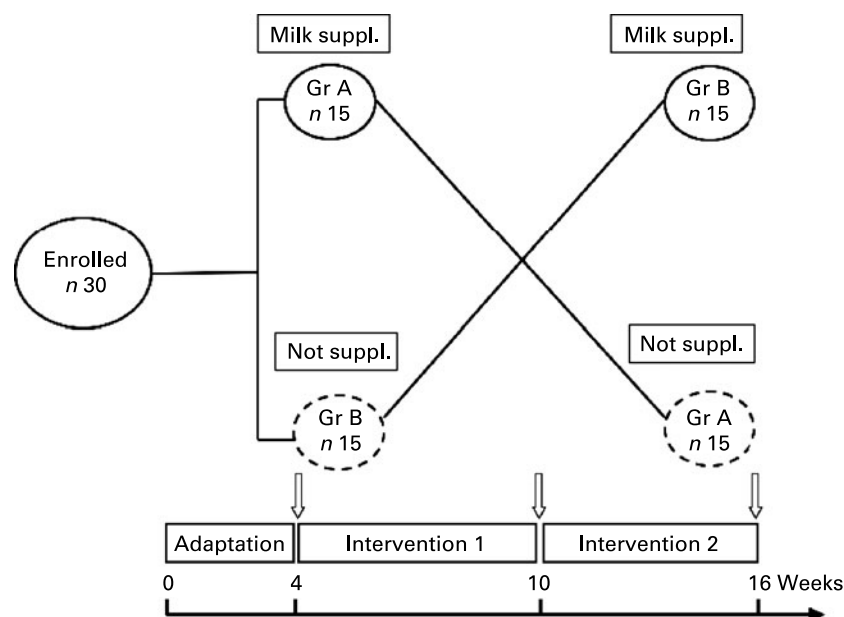 Milk suppl.
Milk suppl.
Gr A
n 15
Gr B
n 15
Enrolled
n 30
Not suppl.
Not suppl.
Gr B
n 15
Gr A
n 15
Adaptation
Intervention 1
Intervention 2
0
4
10
16 Weeks